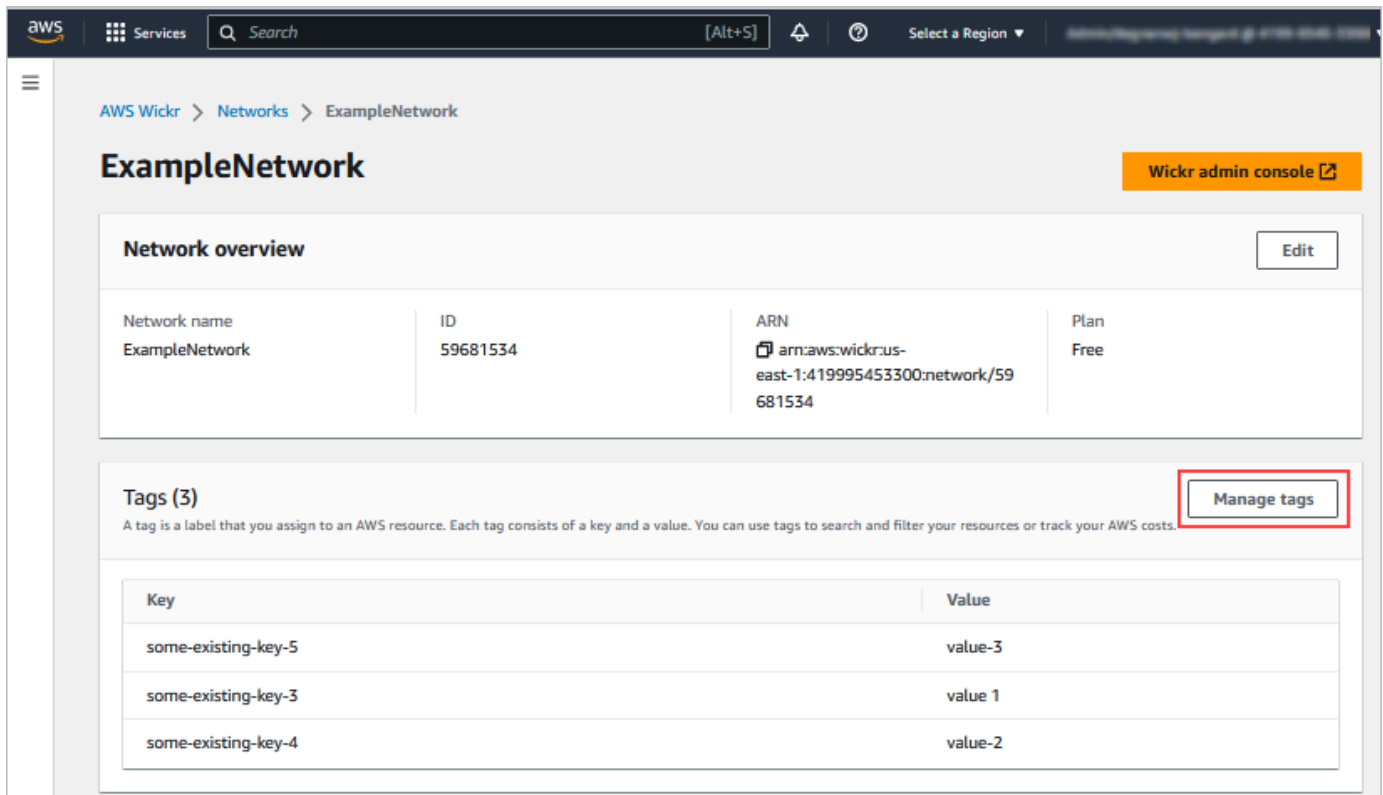 aws Services Search [Alt+S] Select a Region
AWS Wickr Networks ExampleNetwork
ExampleNetwork
Wickr admin console
Network overview
Edit
Network name ID ARN Plan
ExampleNetwork 59681534 arn:aws:wickr:us- Free
east-1:419995453300:network/59
681534
Tags (3)
Manage tags
A tag is a label that you assign to an AWS resource. Each tag consists of a key and a value. You can use tags to search and filter your resources or track your AWS costs.
Key Value
some-existing-key-5 value-3
some-existing-key-3 value 1
some-existing-key-4 value-2